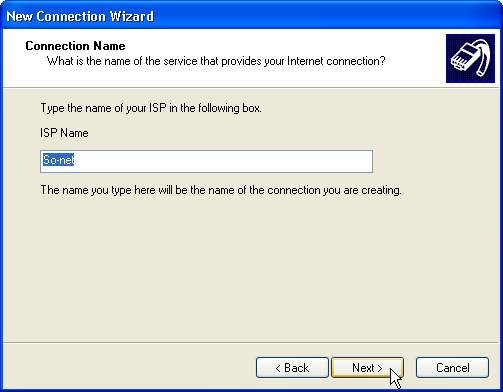 New Connection Wizard
Connection Name
What is the name of the service that provides your Internet connection?
Type the name of your ISP in the following box.
ISP Name
So-net
The name you type here will be the name of the connection you are creating.
< Back Next > Cancel